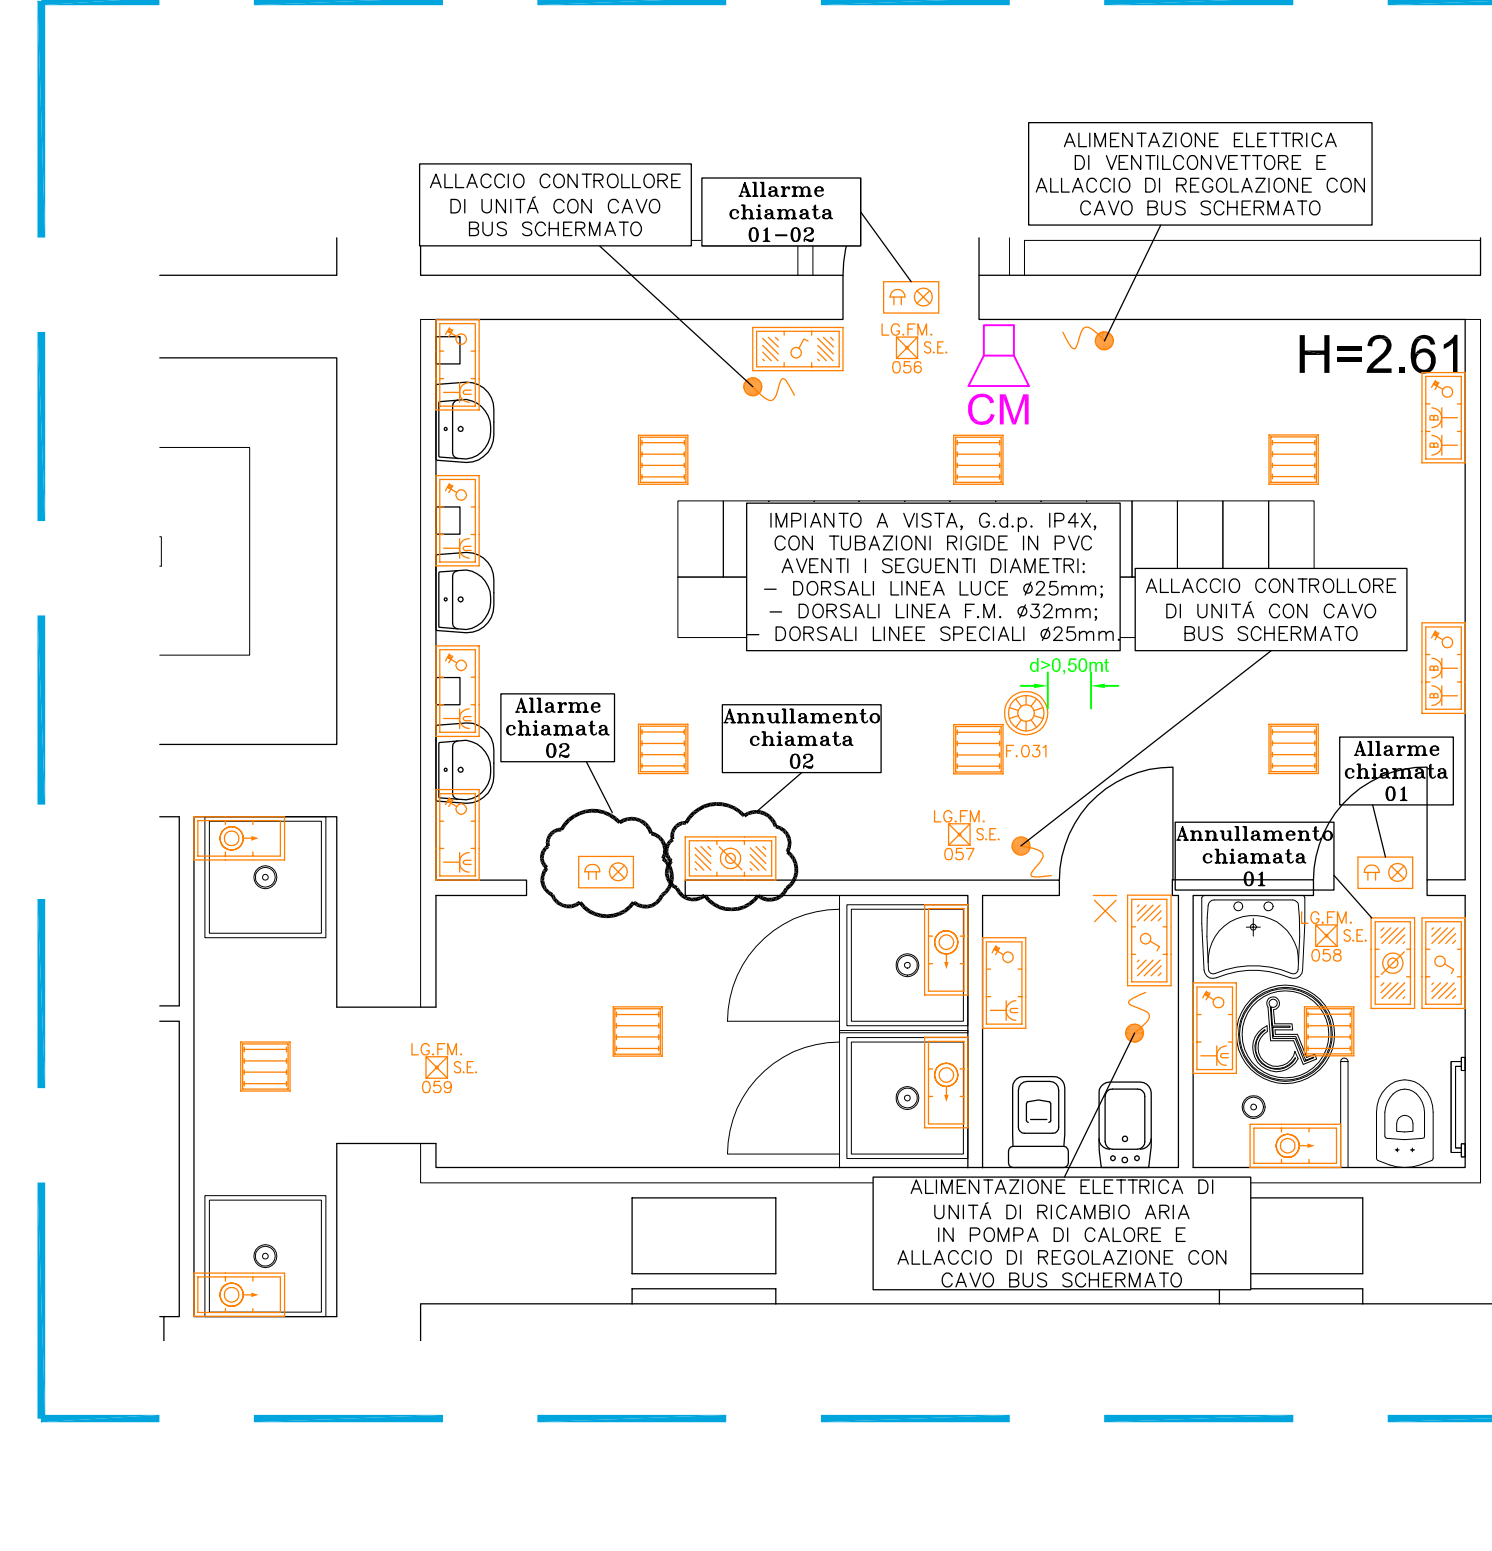 ALIMENTAZIONE ELETTRICA
DI VENTILCONVETTORE E
ALLACCIO DI REGOLAZIONE CON
CAVO BUS SCHERMATO
ALLACCIO CONTROLLORE
DI UNITÁ CON CAVO
BUS SCHERMATO
Allarme
chiamata
01-02
LG.FM.
S.E.
056
CM
H=2.61
B
B
IMPIANTO A VISTA, G.d.p. IP4X,
CON TUBAZIONI RIGIDE IN PVC
AVENTI I SEGUENTI DIAMETRI:
- DORSALI LINEA LUCE ø25mm;
- DORSALI LINEA F.M. ø32mm;
- DORSALI LINEE SPECIALI ø25mm.
ALLACCIO CONTROLLORE
DI UNITÁ CON CAVO
BUS SCHERMATO
d>0,50mt
B
B
F.031
Allarme
chiamata
02
Annullamento
chiamata
02
Allarme
chiamata
01
LG.FM.
S.E.
057
Annullamento
chiamata
01
LG.FM.
S.E.
058
LG.FM.
S.E.
059
ALIMENTAZIONE ELETTRICA DI
UNITÁ DI RICAMBIO ARIA
IN POMPA DI CALORE E
ALLACCIO DI REGOLAZIONE CON
CAVO BUS SCHERMATO